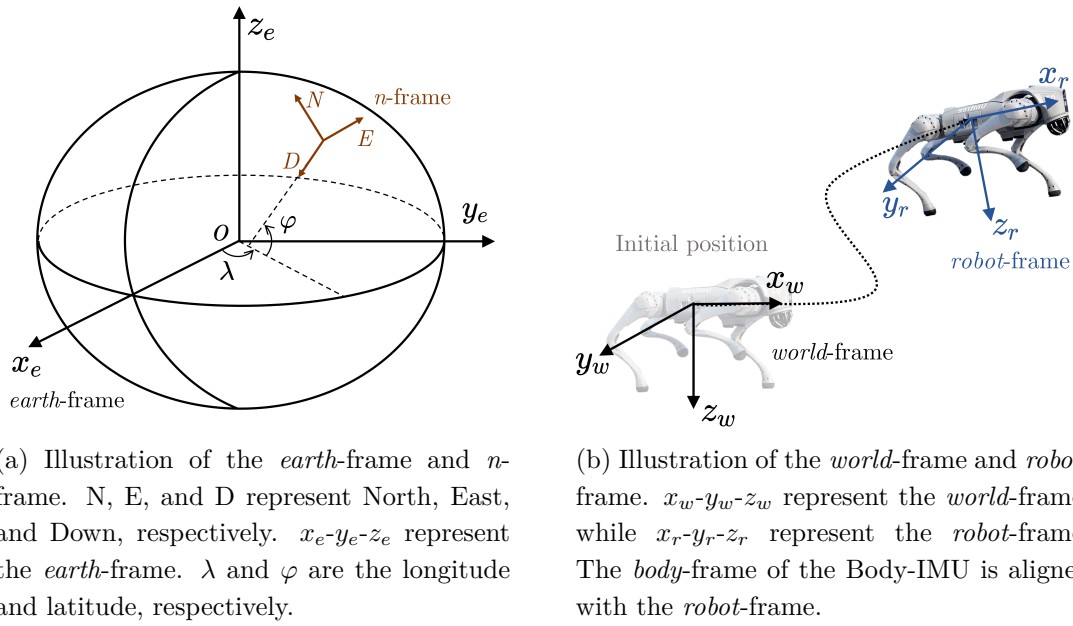 z_e
N
n-frame
E
D
y_e
o
φ
λ
x_e
earth-frame
x_r
y_r
z_r
robot-frame
Initial position
x_w
world-frame
y_w
z_w
(a) Illustration of the earth-frame and n-
frame. N, E, and D represent North, East,
and Down, respectively. x_e-y_e-z_e represent
the earth-frame. λ and φ are the longitude
and latitude, respectively.
(b) Illustration of the world-frame and robo
frame. x_w-y_w-z_w represent the world-frame
while x_r-y_r-z_r represent the robot-frame
The body-frame of the Body-IMU is aligne
with the robot-frame.